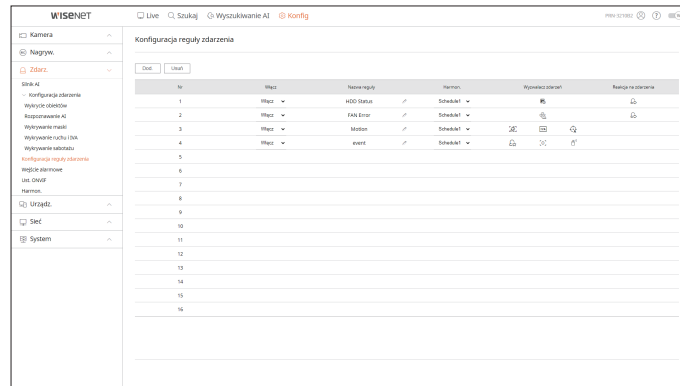 WISENET
Live Szukaj Wyszukiwanie AI Konfig
Kamera
Nagryw.
Zdarz.
Silnik AI
Konfiguracja zdarzenia
Wykrycie obiektów
Rozpoznawanie AI
Wykrywanie maski
Wykrywanie ruchu i IVA
Wykrywanie sabotażu
Konfiguracja reguły zdarzenia
Wejście alarmowe
Ust. ONVIF
Harmon.
Urządz.
Sieć
System
Konfiguracja reguły zdarzenia
Dod Usuń
Nr Włącz Nazwa reguły Harmon. Wyzwalacz zdarzeń Reakcja na zdarzenia
1 Włącz HDD Status Schedule1
2 Włącz FAN Error Schedule1
3 Włącz Motion Schedule1
4 Włącz event Schedule1
5
6
7
8
9
10
11
12
13
14
15
16